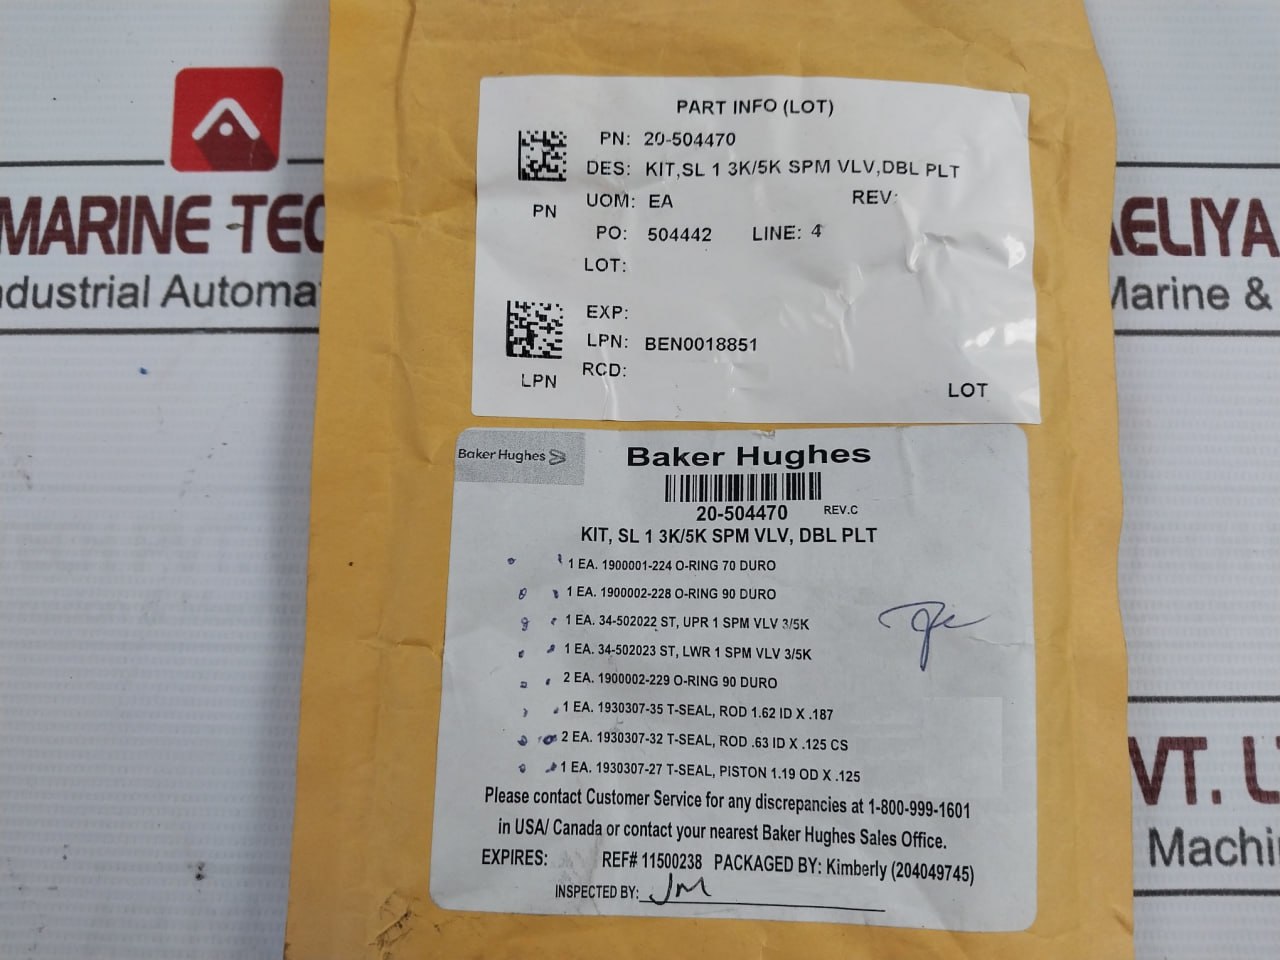 MARINE TEC
ndustrial Automat
AELIYA
Marine &
VT. L
Machi
PART INFO (LOT)
PN: 20-504470
DES: KIT,SL 1 3K/5K SPM VLV,DBL PLT
PN
UOM: EA REV:
PO: 504442 LINE: 4
LOT:
EXP:
LPN: BEN0018851
LPN
RCD:
LOT
Baker Hughes
Baker Hughes
20-504470 REV.C
KIT, SL 1 3K/5K SPM VLV, DBL PLT
1 EA. 1900001-224 O-RING 70 DURO
1 EA. 1900002-228 O-RING 90 DURO
1 EA. 34-502022 ST, UPR 1 SPM VLV 3/5K
1 EA. 34-502023 ST, LWR 1 SPM VLV 3/5K
2 EA. 1900002-229 O-RING 90 DURO
1 EA. 1930307-35 T-SEAL, ROD 1.62 ID X .187
2 EA. 1930307-32 T-SEAL, ROD .63 ID X .125 CS
1 EA. 1930307-27 T-SEAL, PISTON 1.19 OD X .125
Please contact Customer Service for any discrepancies at 1-800-999-1601
in USA/ Canada or contact your nearest Baker Hughes Sales Office.
EXPIRES: REF# 11500238 PACKAGED BY: Kimberly (204049745)
INSPECTED BY: JM